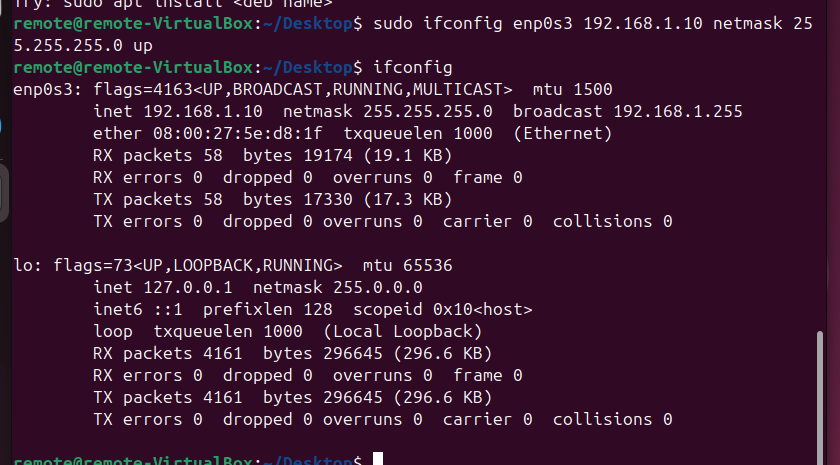 Try: sudo apt install <deb name>
remote@remote-VirtualBox:~/Desktop$ sudo ifconfig enp0s3 192.168.1.10 netmask 25
5.255.255.0 up
remote@remote-VirtualBox:~/Desktop$ ifconfig
enp0s3: flags=4163<UP,BROADCAST,RUNNING,MULTICAST>  mtu 1500
        inet 192.168.1.10  netmask 255.255.255.0  broadcast 192.168.1.255
        ether 08:00:27:5e:d8:1f  txqueuelen 1000  (Ethernet)
        RX packets 58  bytes 19174 (19.1 KB)
        RX errors 0  dropped 0  overruns 0  frame 0
        TX packets 58  bytes 17330 (17.3 KB)
        TX errors 0  dropped 0 overruns 0  carrier 0  collisions 0

lo: flags=73<UP,LOOPBACK,RUNNING>  mtu 65536
        inet 127.0.0.1  netmask 255.0.0.0
        inet6 ::1  prefixlen 128  scopeid 0x10<host>
        loop  txqueuelen 1000  (Local Loopback)
        RX packets 4161  bytes 296645 (296.6 KB)
        RX errors 0  dropped 0  overruns 0  frame 0
        TX packets 4161  bytes 296645 (296.6 KB)
        TX errors 0  dropped 0 overruns 0  carrier 0  collisions 0

remote@remote-VirtualBox:~/Desktop$